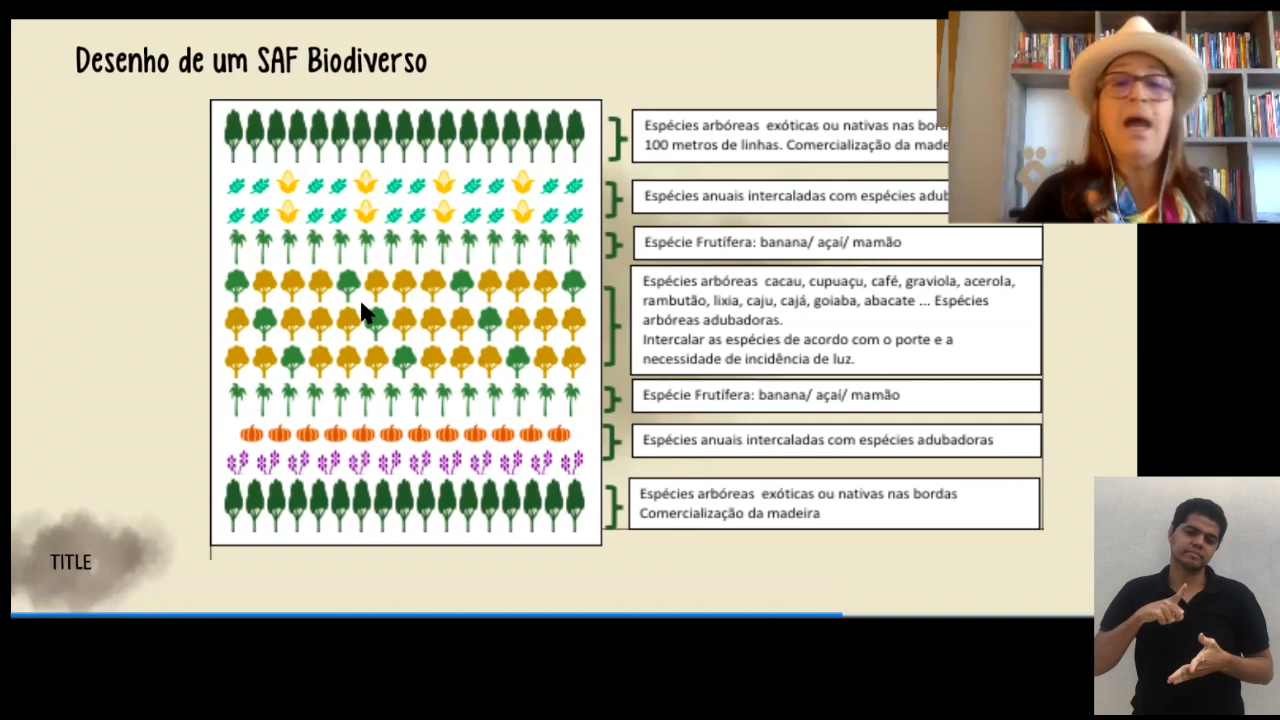 Desenho de um SAF Biodiverso
Espécies arbóreas exóticas ou nativas nas
100 metros de linhas. Comercialização da
Espécies anuais intercaladas com espécies
Espécie Frutífera: banana/ açaí/ mamão
Espécies arbóreas cacau, cupuaçu, café, graviola, acerola,
rambutão, lixia, caju, cajá, goiaba, abacate ... Espécies
arbóreas adubadoras.
Intercalar as espécies de acordo com o porte e a
necessidade de incidência de luz.
Espécie Frutífera: banana/ açaí/ mamão
Espécies anuais intercaladas com espécies adubadoras
Espécies arbóreas exóticas ou nativas nas bordas
Comercialização da madeira
TITLE